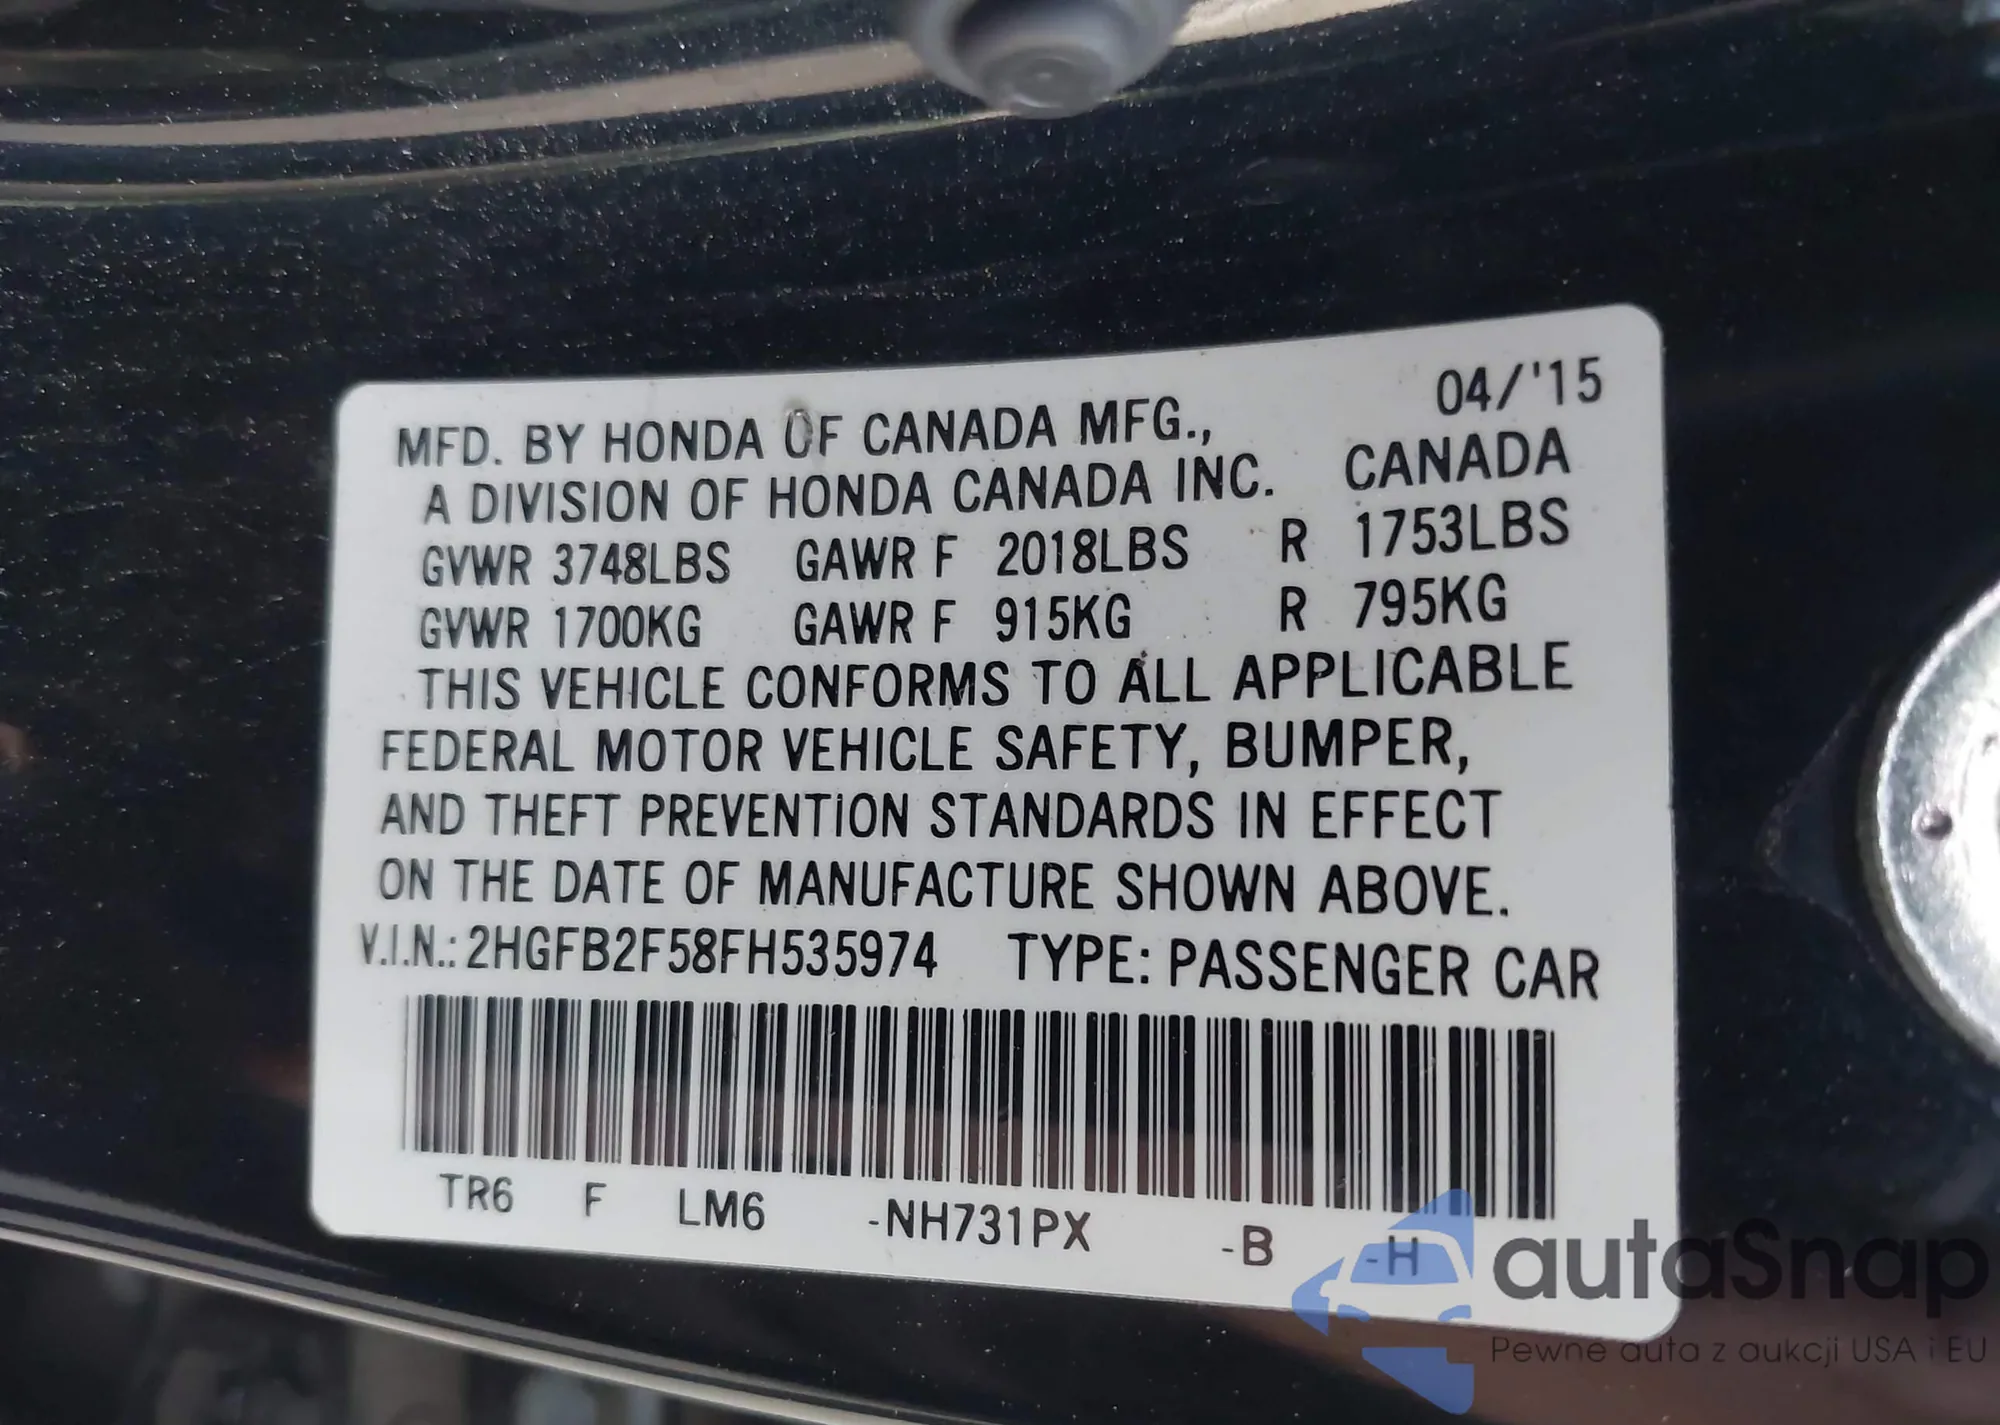 04/'15
MFD. BY HONDA OF CANADA MFG.,
A DIVISION OF HONDA CANADA INC. CANADA
GVWR 3748LBS GAWR F 2018LBS R 1753LBS
GVWR 1700KG GAWR F 915KG R 795KG
THIS VEHICLE CONFORMS TO ALL APPLICABLE
FEDERAL MOTOR VEHICLE SAFETY, BUMPER,
AND THEFT PREVENTION STANDARDS IN EFFECT
ON THE DATE OF MANUFACTURE SHOWN ABOVE.
V.I.N.: 2HGFB2F58FH535974 TYPE: PASSENGER CAR
TR6 F LM6 -NH731PX -B -H
autaSnap
Pewne auta z aukcji USA i EU